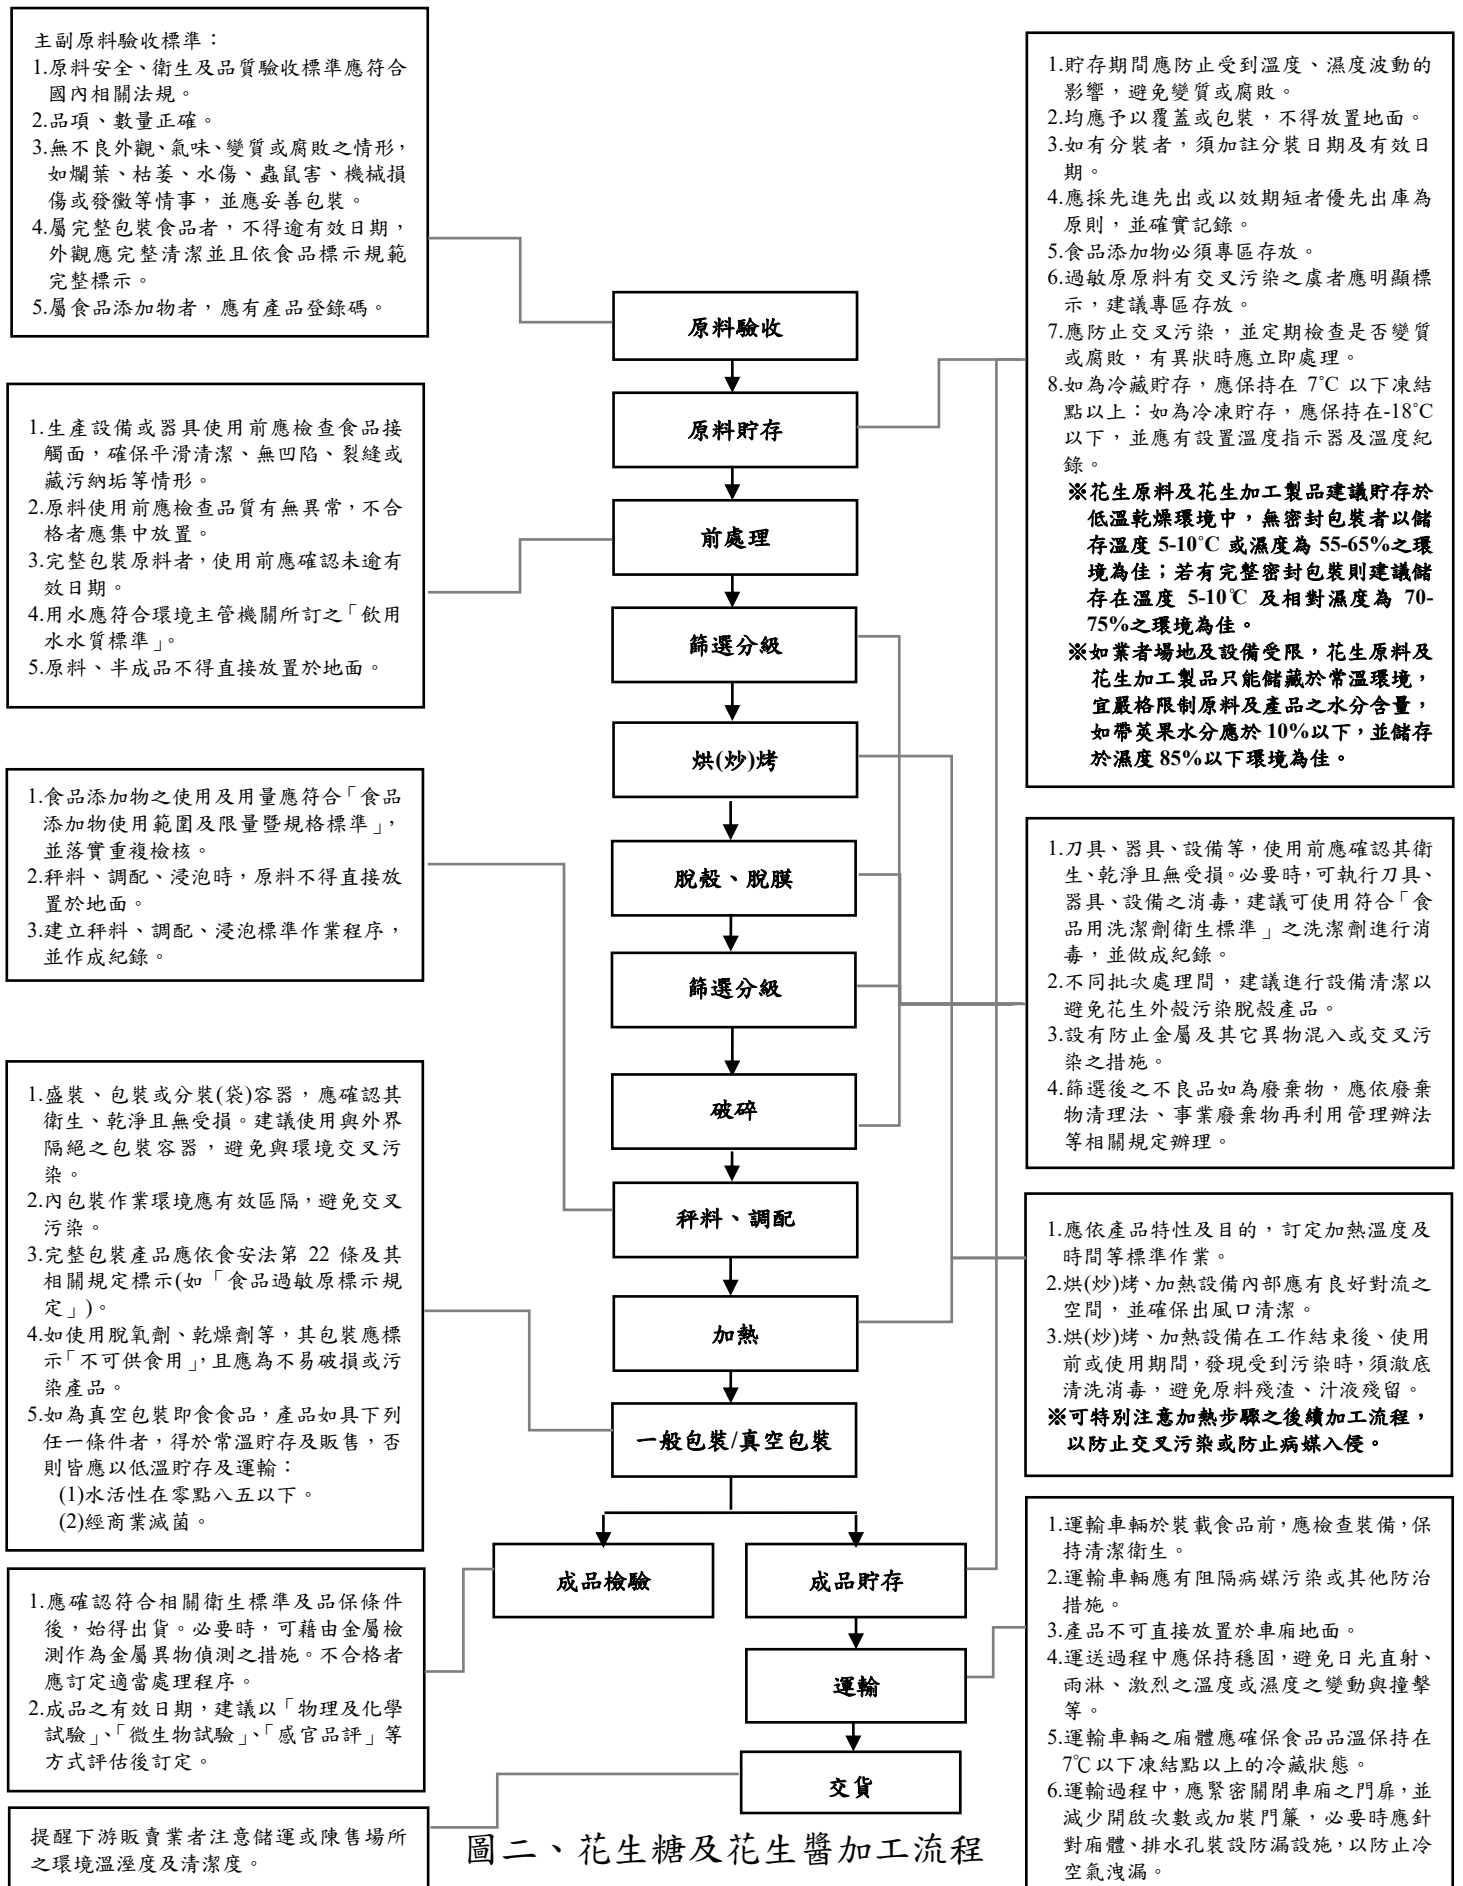 主副原料驗收標準：
1.原料安全、衛生及品質驗收標準應符合
國內相關法規。
2.品項、數量正確。
3.無不良外觀、氣味、變質或腐敗之情形，
如爛葉、枯萎、水傷、蟲鼠害、機械損
傷或發黴等情事，並應妥善包裝。
4.屬完整包裝食品者，不得逾有效日期，
外觀應完整清潔並且依食品標示規範
完整標示。
5.屬食品添加物者，應有產品登錄碼。
1.生產設備或器具使用前應檢查食品接
觸面，確保平滑清潔、無凹陷、裂縫或
藏污納垢等情形。
2.原料使用前應檢查品質有無異常，不合
格者應集中放置。
3.完整包裝原料者，使用前應確認未逾有
效日期。
4.用水應符合環境主管機關所訂之「飲用
水水質標準」。
5.原料、半成品不得直接放置於地面。
1.食品添加物之使用及用量應符合「食品
添加物使用範圍及限量暨規格標準」，
並落實重複檢核。
2.秤料、調配、浸泡時，原料不得直接放
置於地面。
3.建立秤料、調配、浸泡標準作業程序，
並作成紀錄。
1.盛裝、包裝或分裝(袋)容器，應確認其
衛生、乾淨且無受損。建議使用與外界
隔絕之包裝容器，避免與環境交叉污
染。
2.內包裝作業環境應有效區隔，避免交叉
污染。
3.完整包裝產品應依食安法第 22 條及其
相關規定標示(如「食品過敏原標示規
定」)。
4.如使用脫氧劑、乾燥劑等，其包裝應標
示「不可供食用」，且應為不易破損或污
染產品。
5.如為真空包裝即食食品，產品如具下列
任一條件者，得於常溫貯存及販售，否
則皆應以低溫貯存及運輸：
(1)水活性在零點八五以下。
(2)經商業滅菌。
1.應確認符合相關衛生標準及品保條件
後，始得出貨。必要時，可藉由金屬檢
測作為金屬異物偵測之措施。不合格者
應訂定適當處理程序。
2.成品之有效日期，建議以「物理及化學
試驗」、「微生物試驗」、「感官品評」等
方式評估後訂定。
提醒下游販賣業者注意儲運或陳售場所
之環境溫溼度及清潔度。
原料驗收
原料貯存
前處理
篩選分級
烘(炒)烤
脫殼、脫膜
篩選分級
破碎
秤料、調配
加熱
一般包裝/真空包裝
成品檢驗
成品貯存
運輸
交貨
圖二、花生糖及花生醬加工流程
1.貯存期間應防止受到溫度、濕度波動的
影響，避免變質或腐敗。
2.均應予以覆蓋或包裝，不得放置地面。
3.如有分裝者，須加註分裝日期及有效日
期。
4.應採先進先出或以效期短者優先出庫為
原則，並確實記錄。
5.食品添加物必須專區存放。
6.過敏原原料有交叉污染之虞者應明顯標
示，建議專區存放。
7.應防止交叉污染，並定期檢查是否變質
或腐敗，有異狀時應立即處理。
8.如為冷藏貯存，應保持在 7°C 以下凍結
點以上：如為冷凍貯存，應保持在-18°C
以下，並應有設置溫度指示器及溫度紀
錄。
※花生原料及花生加工製品建議貯存於
低溫乾燥環境中，無密封包裝者以儲
存溫度 5-10°C 或濕度為 55-65%之環
境為佳；若有完整密封包裝則建議儲
存在溫度 5-10℃ 及相對濕度為 70-
75%之環境為佳。
※如業者場地及設備受限，花生原料及
花生加工製品只能儲藏於常溫環境，
宜嚴格限制原料及產品之水分含量，
如帶莢果水分應於 10%以下，並儲存
於濕度 85%以下環境為佳。
1.刀具、器具、設備等，使用前應確認其衛
生、乾淨且無受損。必要時，可執行刀具、
器具、設備之消毒，建議可使用符合「食
品用洗潔劑衛生標準」之洗潔劑進行消
毒，並做成紀錄。
2.不同批次處理間，建議進行設備清潔以
避免花生外殼污染脫殼產品。
3.設有防止金屬及其它異物混入或交叉污
染之措施。
4.篩選後之不良品如為廢棄物，應依廢棄
物清理法、事業廢棄物再利用管理辦法
等相關規定辦理。
1.應依產品特性及目的，訂定加熱溫度及
時間等標準作業。
2.烘(炒)烤、加熱設備內部應有良好對流之
空間，並確保出風口清潔。
3.烘(炒)烤、加熱設備在工作結束後、使用
前或使用期間，發現受到污染時，須澈底
清洗消毒，避免原料殘渣、汁液殘留。
※可特別注意加熱步驟之後續加工流程，
以防止交叉污染或防止病媒入侵。
1.運輸車輛於裝載食品前，應檢查裝備，保
持清潔衛生。
2.運輸車輛應有阻隔病媒污染或其他防治
措施。
3.產品不可直接放置於車廂地面。
4.運送過程中應保持穩固，避免日光直射、
雨淋、激烈之溫度或濕度之變動與撞擊
等。
5.運輸車輛之廂體應確保食品品溫保持在
7℃以下凍結點以上的冷藏狀態。
6.運輸過程中，應緊密關閉車廂之門扉，並
減少開啟次數或加裝門簾，必要時應針
對廂體、排水孔裝設防漏設施，以防止冷
空氣洩漏。